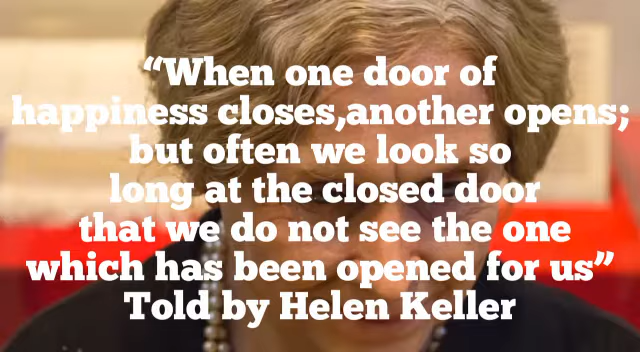 “When one door of
happiness closes,another opens;
but often we look so
long at the closed door
that we do not see the one
which has been opened for us”
Told by Helen Keller